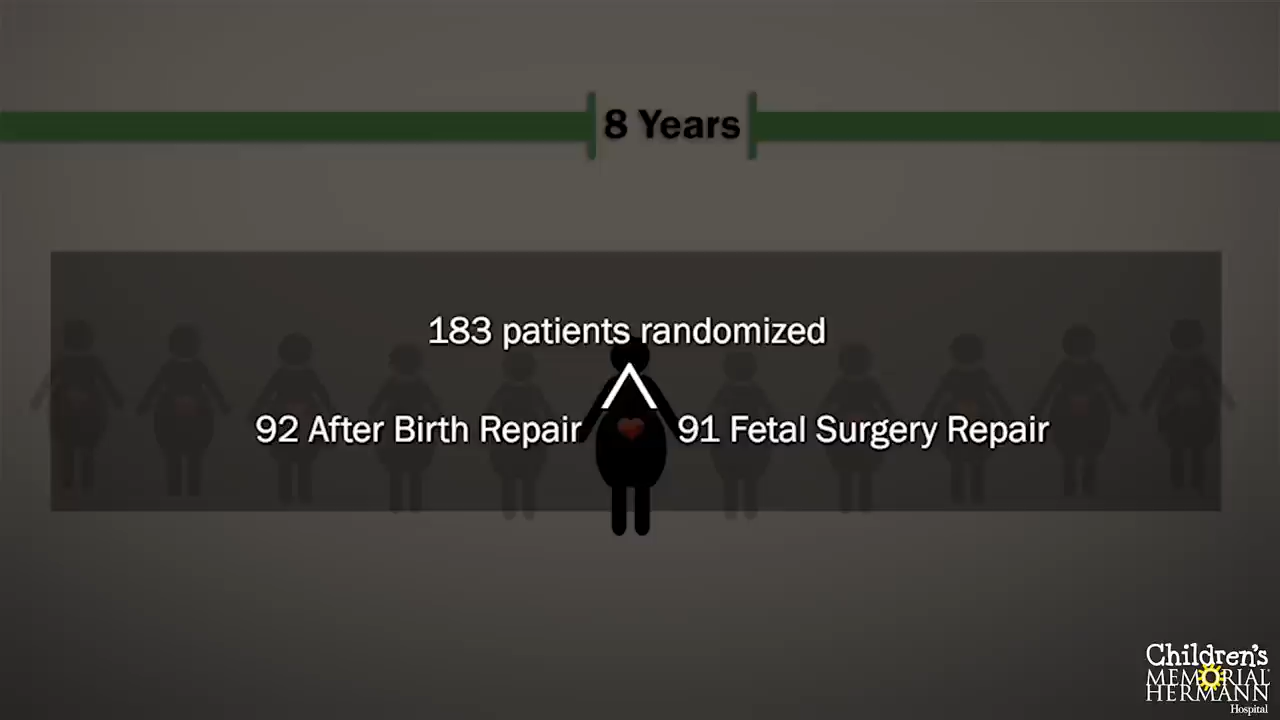 8 Years
183 patients randomized
92 After Birth Repair
91 Fetal Surgery Repair
Children's
MEMORIAL
HERMANN
Hospital